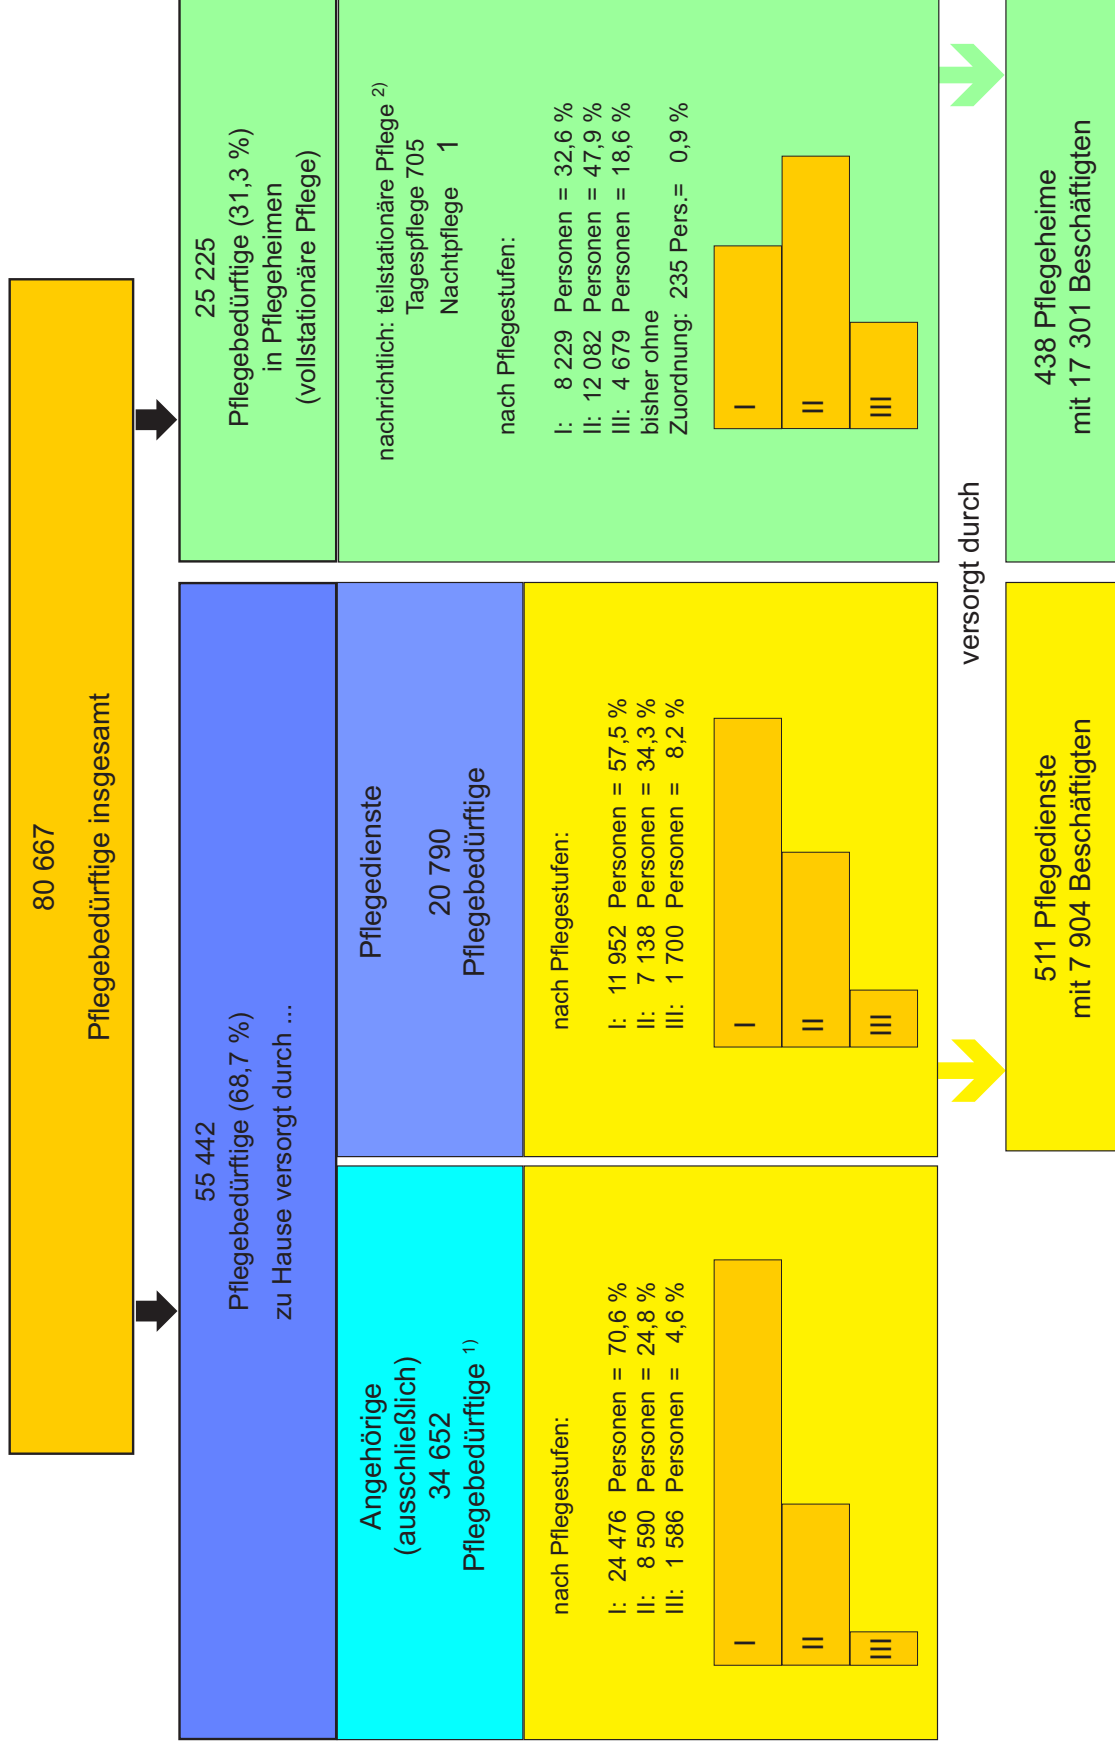 80 667
Pflegebedürftige insgesamt
55 442
Pflegebedürftige (68,7 %)
zu Hause versorgt durch ...
25 225
Pflegebedürftige (31,3 %)
in Pflegeheimen
(vollstationäre Pflege)
Angehörige
(ausschließlich)
34 652
Pflegebedürftige 1)
Pflegedienste
20 790
Pflegebedürftige
nachrichtlich: teilstationäre Pflege 2)
Tagespflege 705
Nachtpflege 1
nach Pflegestufen:
I: 24 476 Personen = 70,6 %
II: 8 590 Personen = 24,8 %
III: 1 586 Personen = 4,6 %
I
II
III
nach Pflegestufen:
I: 11 952 Personen = 57,5 %
II: 7 138 Personen = 34,3 %
III: 1 700 Personen = 8,2 %
I
II
III
nach Pflegestufen:
I: 8 229 Personen = 32,6 %
II: 12 082 Personen = 47,9 %
III: 4 679 Personen = 18,6 %
bisher ohne
Zuordnung: 235 Pers.= 0,9 %
I
II
III
versorgt durch
511 Pflegedienste
mit 7 904 Beschäftigten
438 Pflegeheime
mit 17 301 Beschäftigten